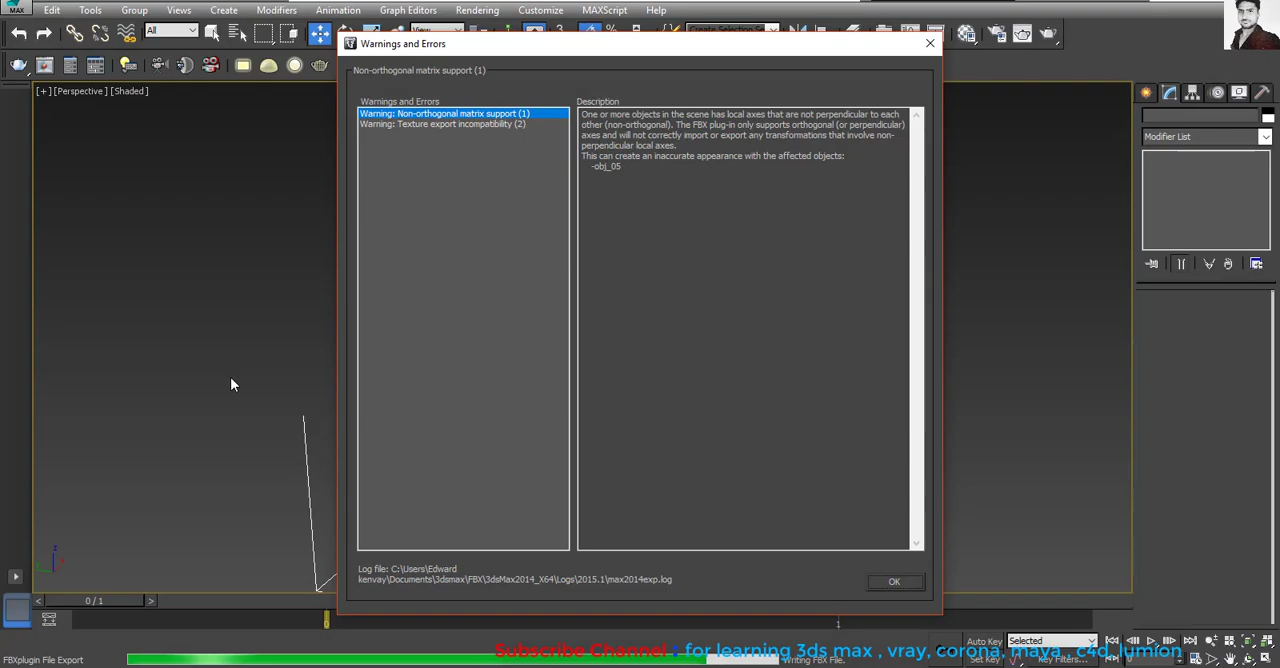 MAX
Edit Tools Group Views Create Modifiers Animation Graph Editors Rendering Customize MAXScript Help
All
View
Create Selection Se
Warnings and Errors
Non-orthogonal matrix support (1)
[+] [Perspective] [Shaded]
Warnings and Errors
Description
Warning: Non-orthogonal matrix support (1)
Warning: Texture export incompatibility (2)
One or more objects in the scene has local axes that are not perpendicular to each
other (non-orthogonal). The FBX plug-in only supports orthogonal (or perpendicular)
axes and will not correctly import or export any transformations that involve non-
perpendicular local axes.
This can create an inaccurate appearance with the affected objects:
-obj_05
Modifier List
z
Log file: C:\Users\Edward
kenvay\Documents\3dsmax\FBX\3dsMax2014_X64\Logs\2015.1\max2014exp.log
OK
< 0 / 1 >
0
1
Auto Key
Selected
Set Key
Key Filters...
FBXplugin File Export
Writing FBX File.
Subscribe Channel : for learning 3ds max , vray, corona, maya , c4d, lumion